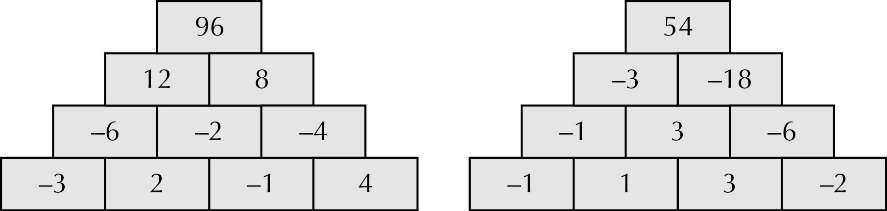 96 54
12 8 –3 –18
–6 –2 –4 –1 3 –6
–3 2 –1 4 –1 1 3 –2